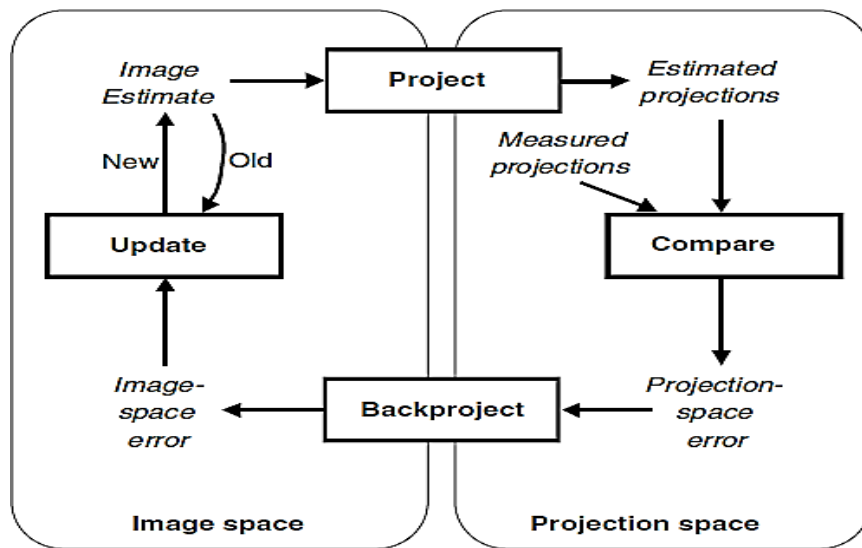 Image
Estimate
Project
Estimated
projections
New
Old
Measured
projections
Update
Compare
Image-
space
error
Backproject
Projection-
space
error
Image space
Projection space